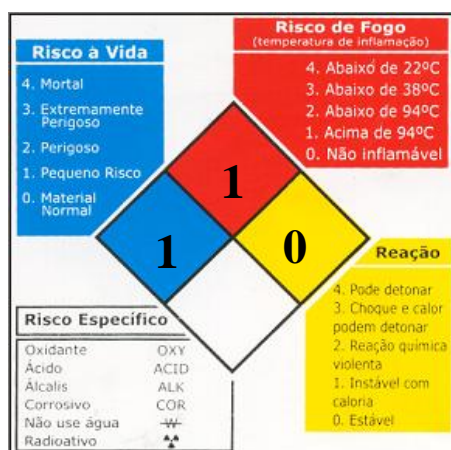 Risco à Vida
4. Mortal
3. Extremamente
Perigoso
2. Perigoso
1. Pequeno Risco
0. Material
Normal
Risco de Fogo
(temperatura de inflamação)
4. Abaixo de 22ºC
3. Abaixo de 38ºC
2. Abaixo de 94ºC
1. Acima de 94ºC
0. Não inflamável
1
1
0
Reação
4. Pode detonar
3. Choque e calor
podem detonar
2. Reação química
violenta
1. Instável com
caloria
0. Estável
Risco Específico
Oxidante OXY
Ácido ACID
Álcalis ALK
Corrosivo COR
Não use água W
Radioativo